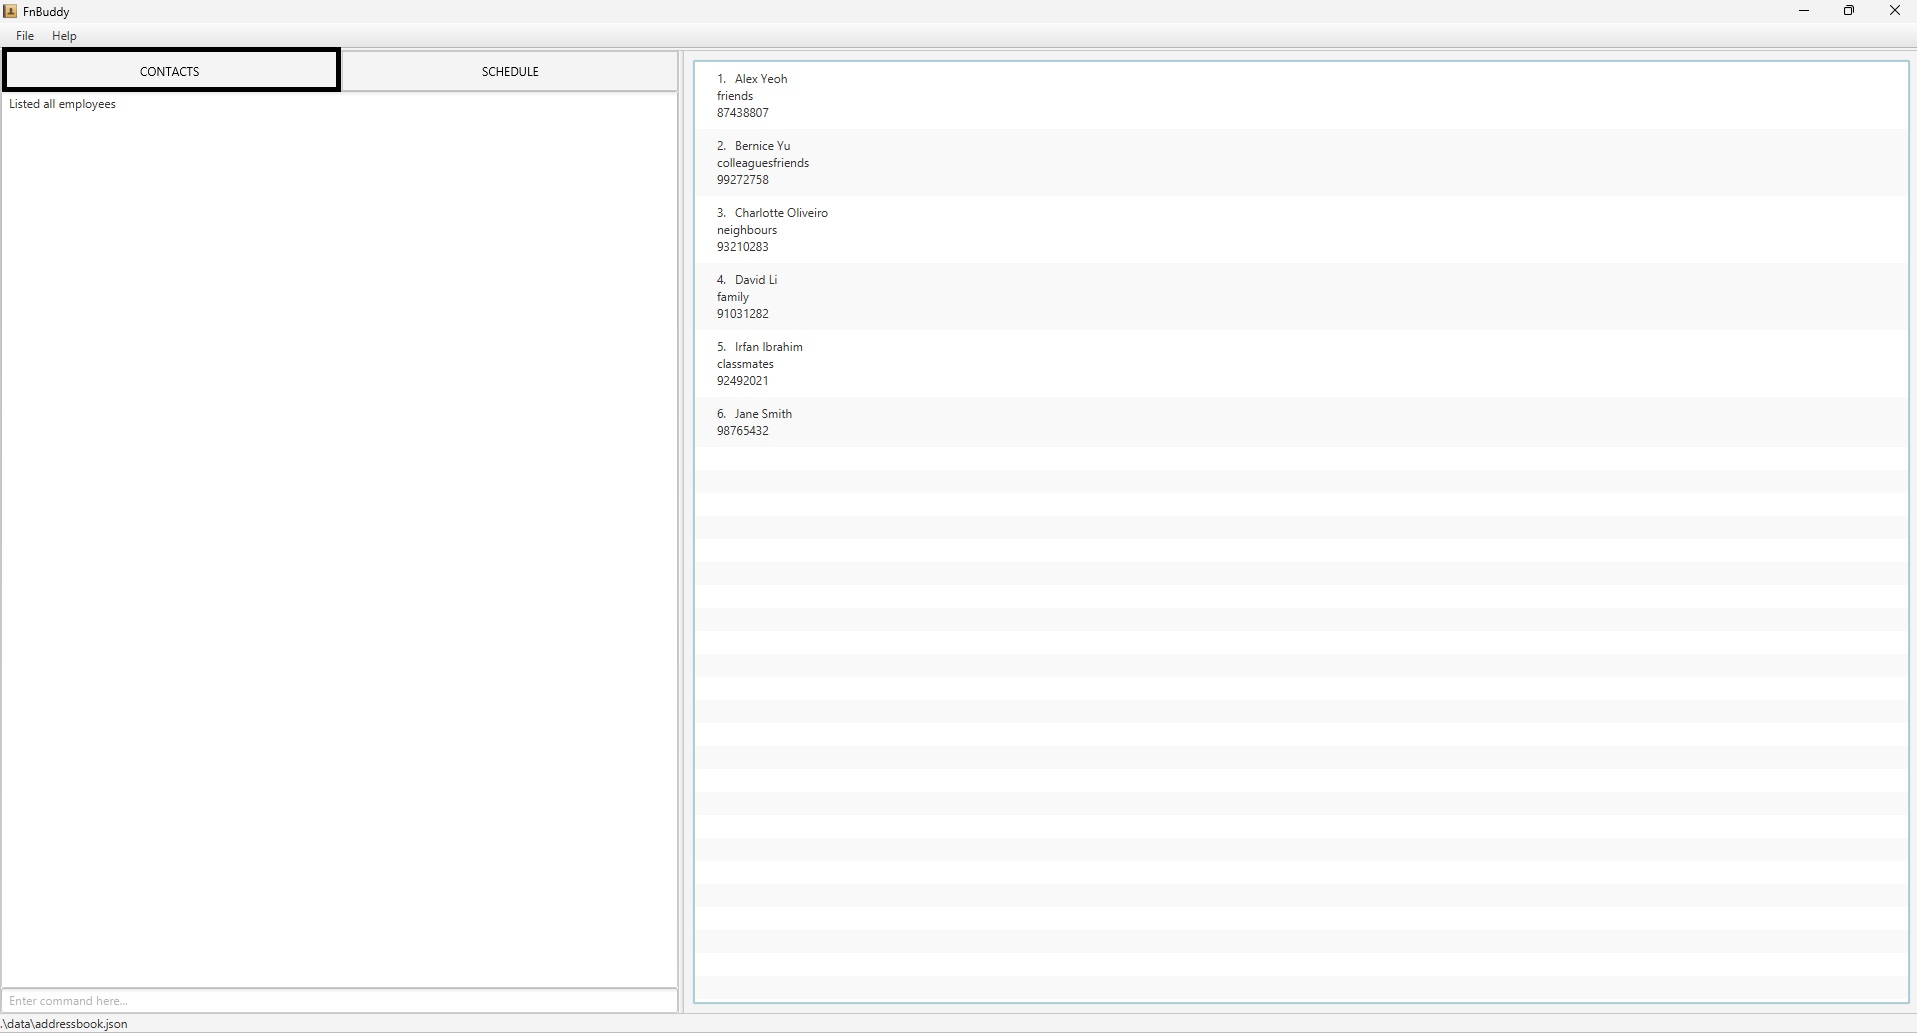 FnBuddy
File Help
CONTACTS SCHEDULE
Listed all employees
1. Alex Yeoh
friends
87438807
2. Bernice Yu
colleaguesfriends
99272758
3. Charlotte Oliveiro
neighbours
93210283
4. David Li
family
91031282
5. Irfan Ibrahim
classmates
92492021
6. Jane Smith
98765432
Enter command here...
.\data\addressbook.json